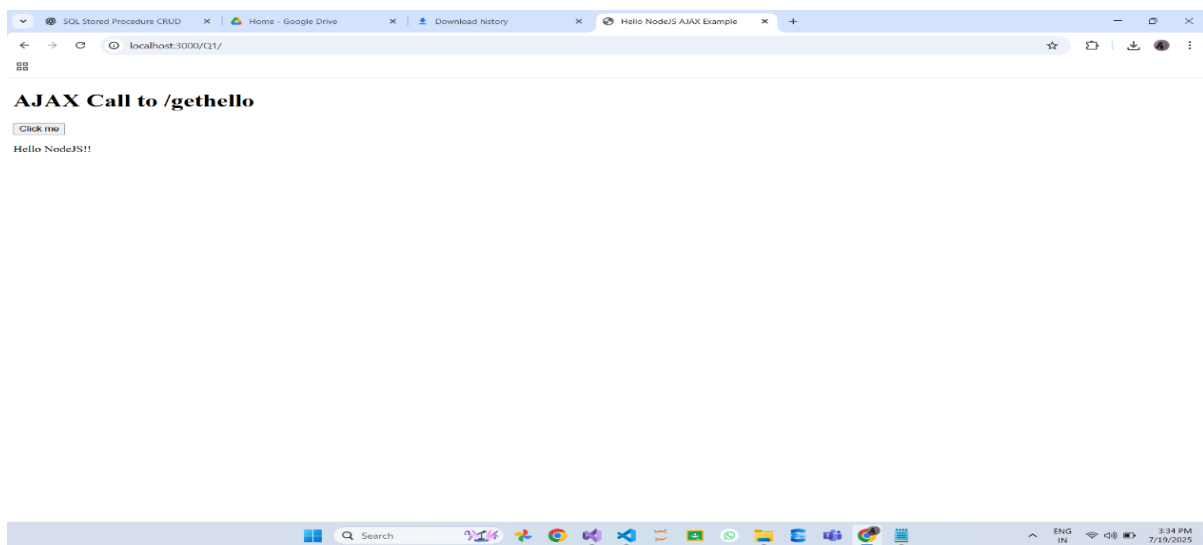 SQL Stored Procedure CRUD
Home - Google Drive
Download history
Hello NodeJS AJAX Example
localhost:3000/Q1/
AJAX Call to /gethello
Click me
Hello NodeJS!!
Search
ENG
IN
3:34 PM
7/19/2025